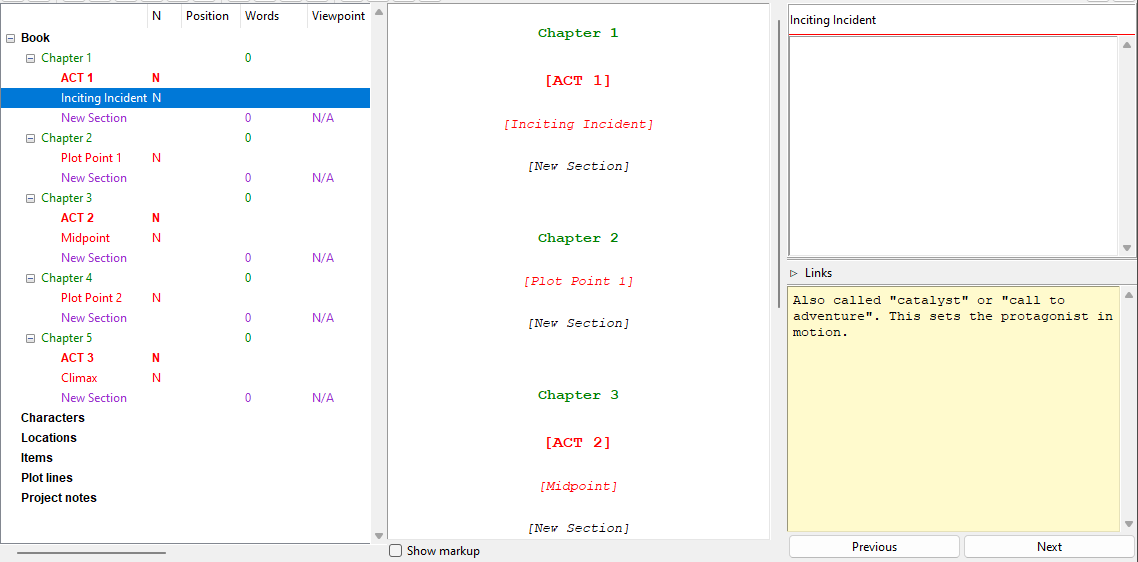 N Position Words Viewpoint
Book
Chapter 1 0
ACT 1 N
Inciting Incident N
New Section 0 N/A
Chapter 2 0
Plot Point 1 N
New Section 0 N/A
Chapter 3 0
ACT 2 N
Midpoint N
New Section 0 N/A
Chapter 4 0
Plot Point 2 N
New Section 0 N/A
Chapter 5 0
ACT 3 N
Climax N
New Section 0 N/A
Characters
Locations
Items
Plot lines
Project notes
Chapter 1
[ACT 1]
[Inciting Incident]
[New Section]
Chapter 2
[Plot Point 1]
[New Section]
Chapter 3
[ACT 2]
[Midpoint]
[New Section]
Show markup
Inciting Incident
Links
Also called "catalyst" or "call to
adventure". This sets the protagonist in
motion.
Previous Next